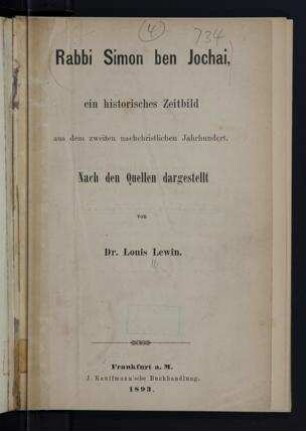 (4) 734
Rabbi Simon ben Jochai,
ein historisches Zeitbild
aus dem zweiten nachchristlichen Jahrhundert.
Nach den Quellen dargestellt
von
Dr. Louis Lewin.
Frankfurt a. M.
J. Kauffmann'sche Buchhandlung.
1893.